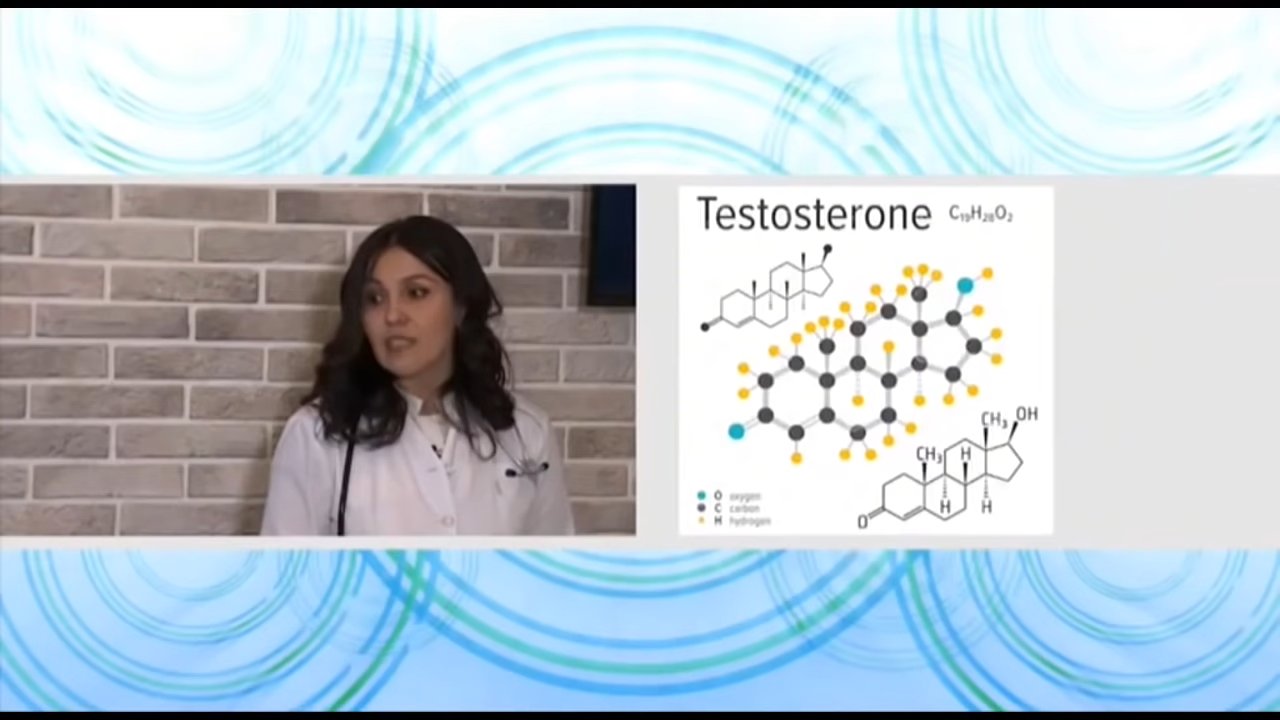 Testosterone C₁₉H₂₈O₂
CH₃ OH
CH₃ H
H H
O
O oxygen
C carbon
H hydrogen